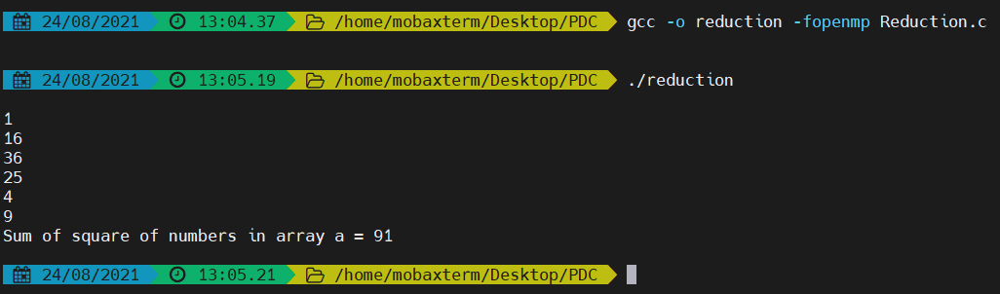 24/08/2021 13:04.37 /home/mobaxterm/Desktop/PDC gcc -o reduction -fopenmp Reduction.c
24/08/2021 13:05.19 /home/mobaxterm/Desktop/PDC ./reduction
1
16
36
25
4
9
Sum of square of numbers in array a = 91
24/08/2021 13:05.21 /home/mobaxterm/Desktop/PDC